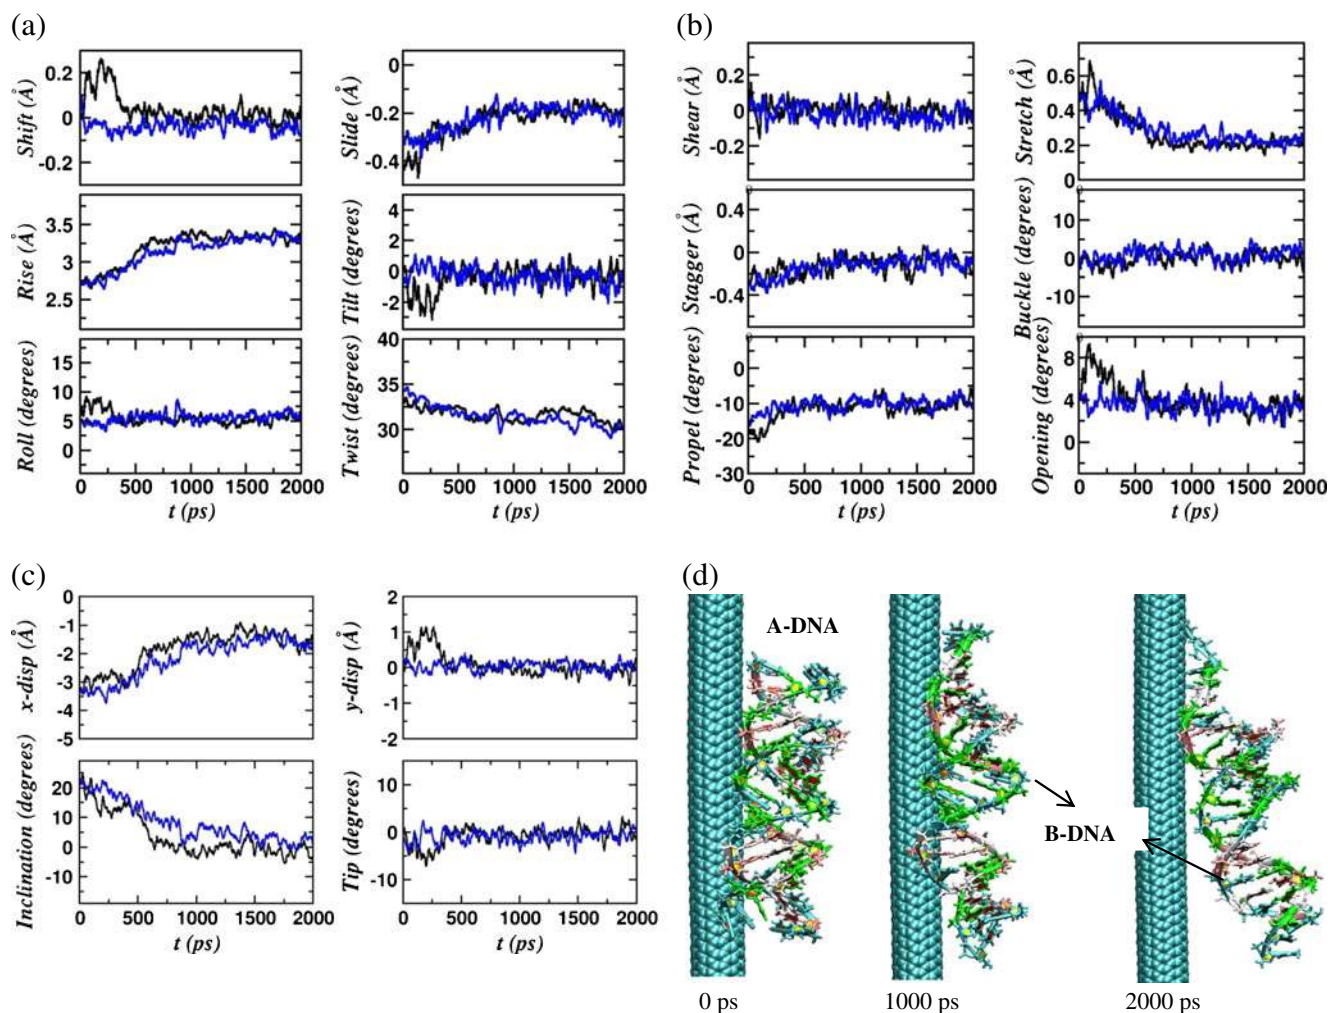 (a)
Shift (Å)
0.2
0
-0.2
Slide (Å)
0
-0.2
-0.4
Rise (Å)
3.5
3
2.5
Tilt (degrees)
4
2
0
-2
Roll (degrees)
15
10
5
0
0 500 1000 1500 2000
t (ps)
Twist (degrees)
40
35
30
0 500 1000 1500 2000
t (ps)
(b)
Shear (Å)
0.2
0
-0.2
Stretch (Å)
0.6
0.4
0.2
0
Stagger (Å)
0.4
0
-0.4
Buckle (degrees)
10
0
-10
Propel (degrees)
0
-10
-20
-30
0 500 1000 1500 2000
t (ps)
Opening (degrees)
8
4
0
0 500 1000 1500 2000
t (ps)
(c)
x-disp (Å)
0
-1
-2
-3
-4
-5
y-disp (Å)
2
1
0
-1
-2
Inclination (degrees)
20
10
0
-10
0 500 1000 1500 2000
t (ps)
Tip (degrees)
10
0
-10
0 500 1000 1500 2000
t (ps)
(d)
A-DNA
B-DNA
0 ps
1000 ps
2000 ps